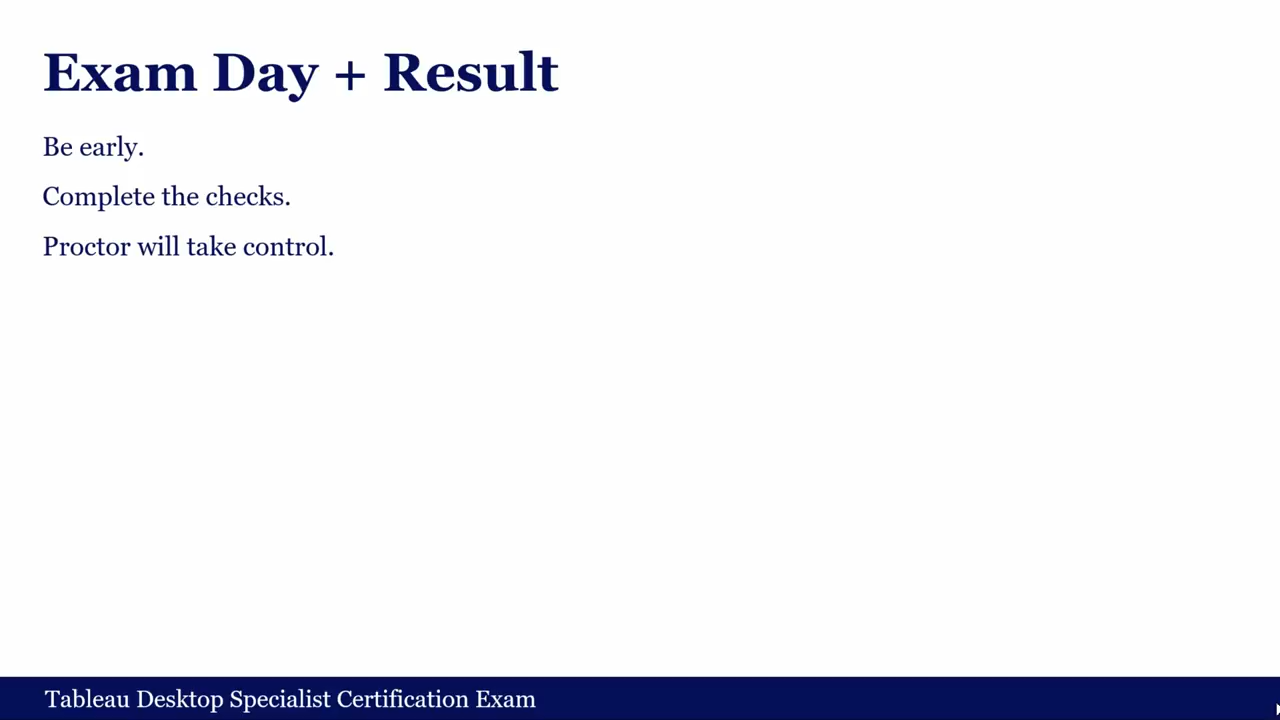 Exam Day + Result
Be early.
Complete the checks.
Proctor will take control.
Tableau Desktop Specialist Certification Exam